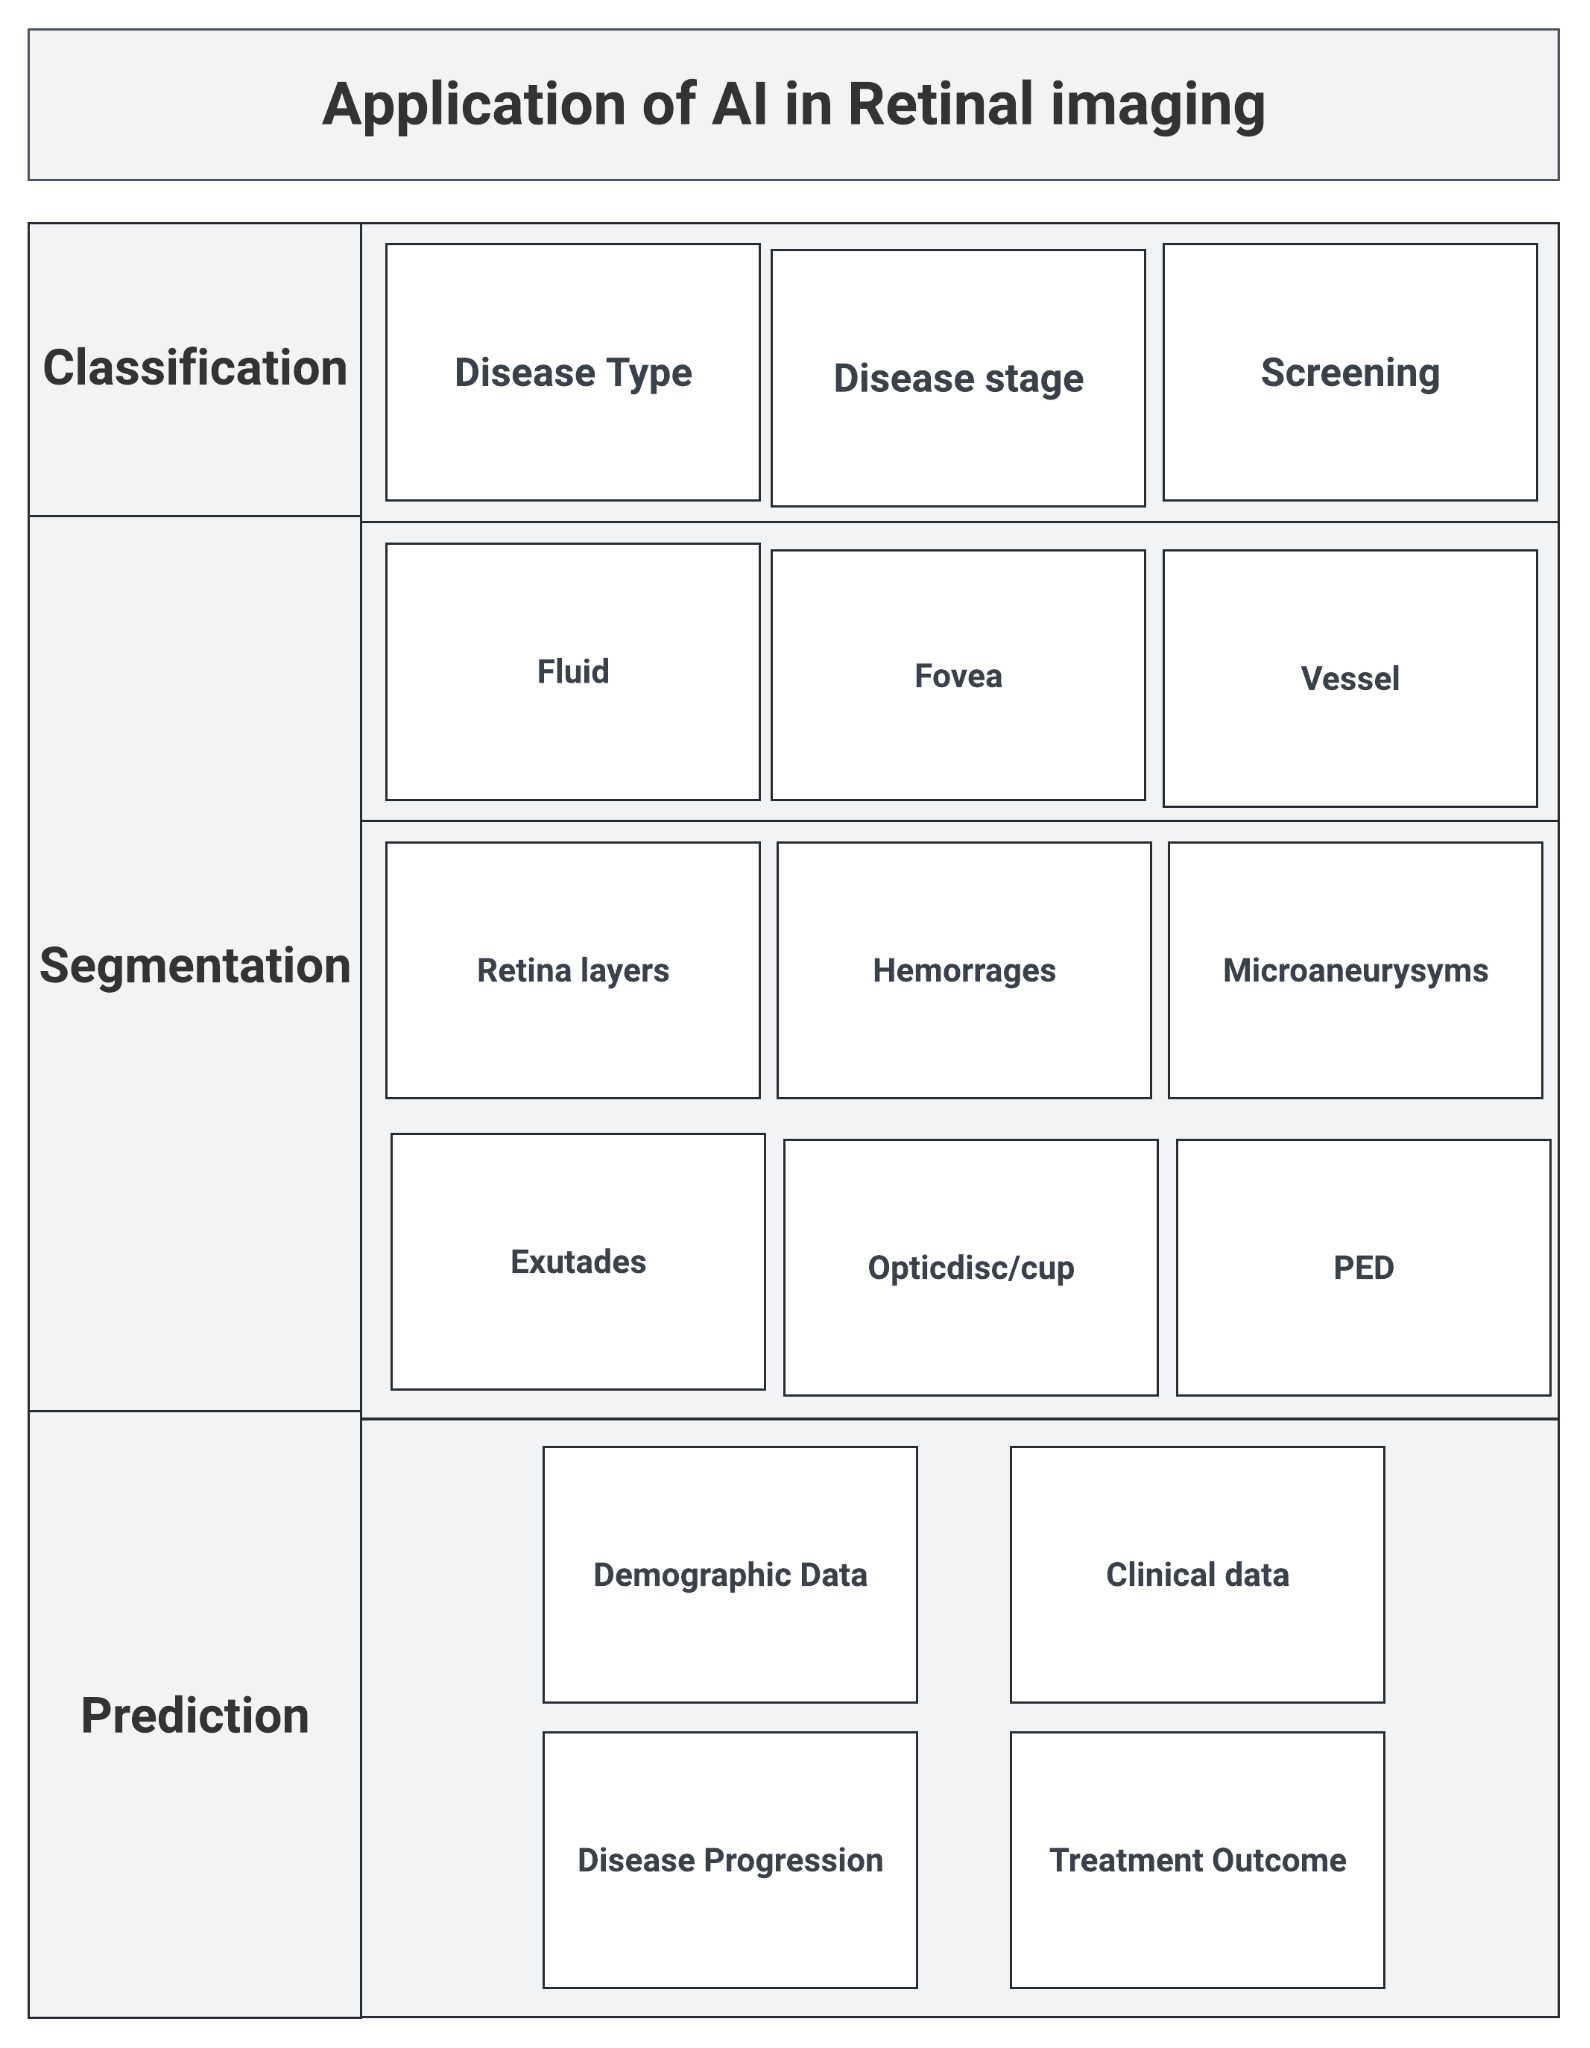 Application of AI in Retinal imaging
Classification
Disease Type
Disease stage
Screening
Segmentation
Fluid
Fovea
Vessel
Retina layers
Hemorrages
Microaneurysyms
Exutades
Opticdisc/cup
PED
Prediction
Demographic Data
Clinical data
Disease Progression
Treatment Outcome